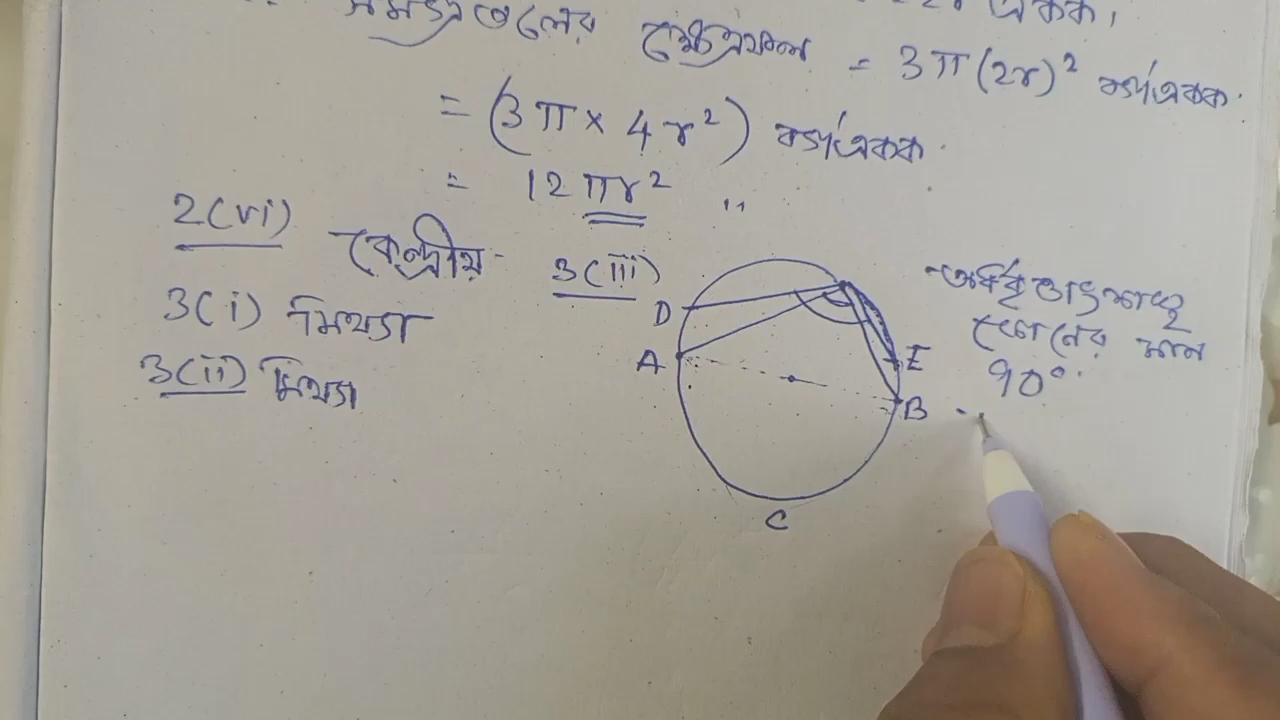 একক।
সমগ্রতলের ক্ষেত্রফল = 3π(2r)² বর্গএকক.
= (3π × 4r²) বর্গএকক.
= 12πr² ,,
2(vi) কেন্দ্রীয়
3(i) মিথ্যা
3(ii) মিথ্যা
3(iii)
D
A
E
B
C
অর্ধবৃত্তাংশস্থ
কোনের মান
90°.